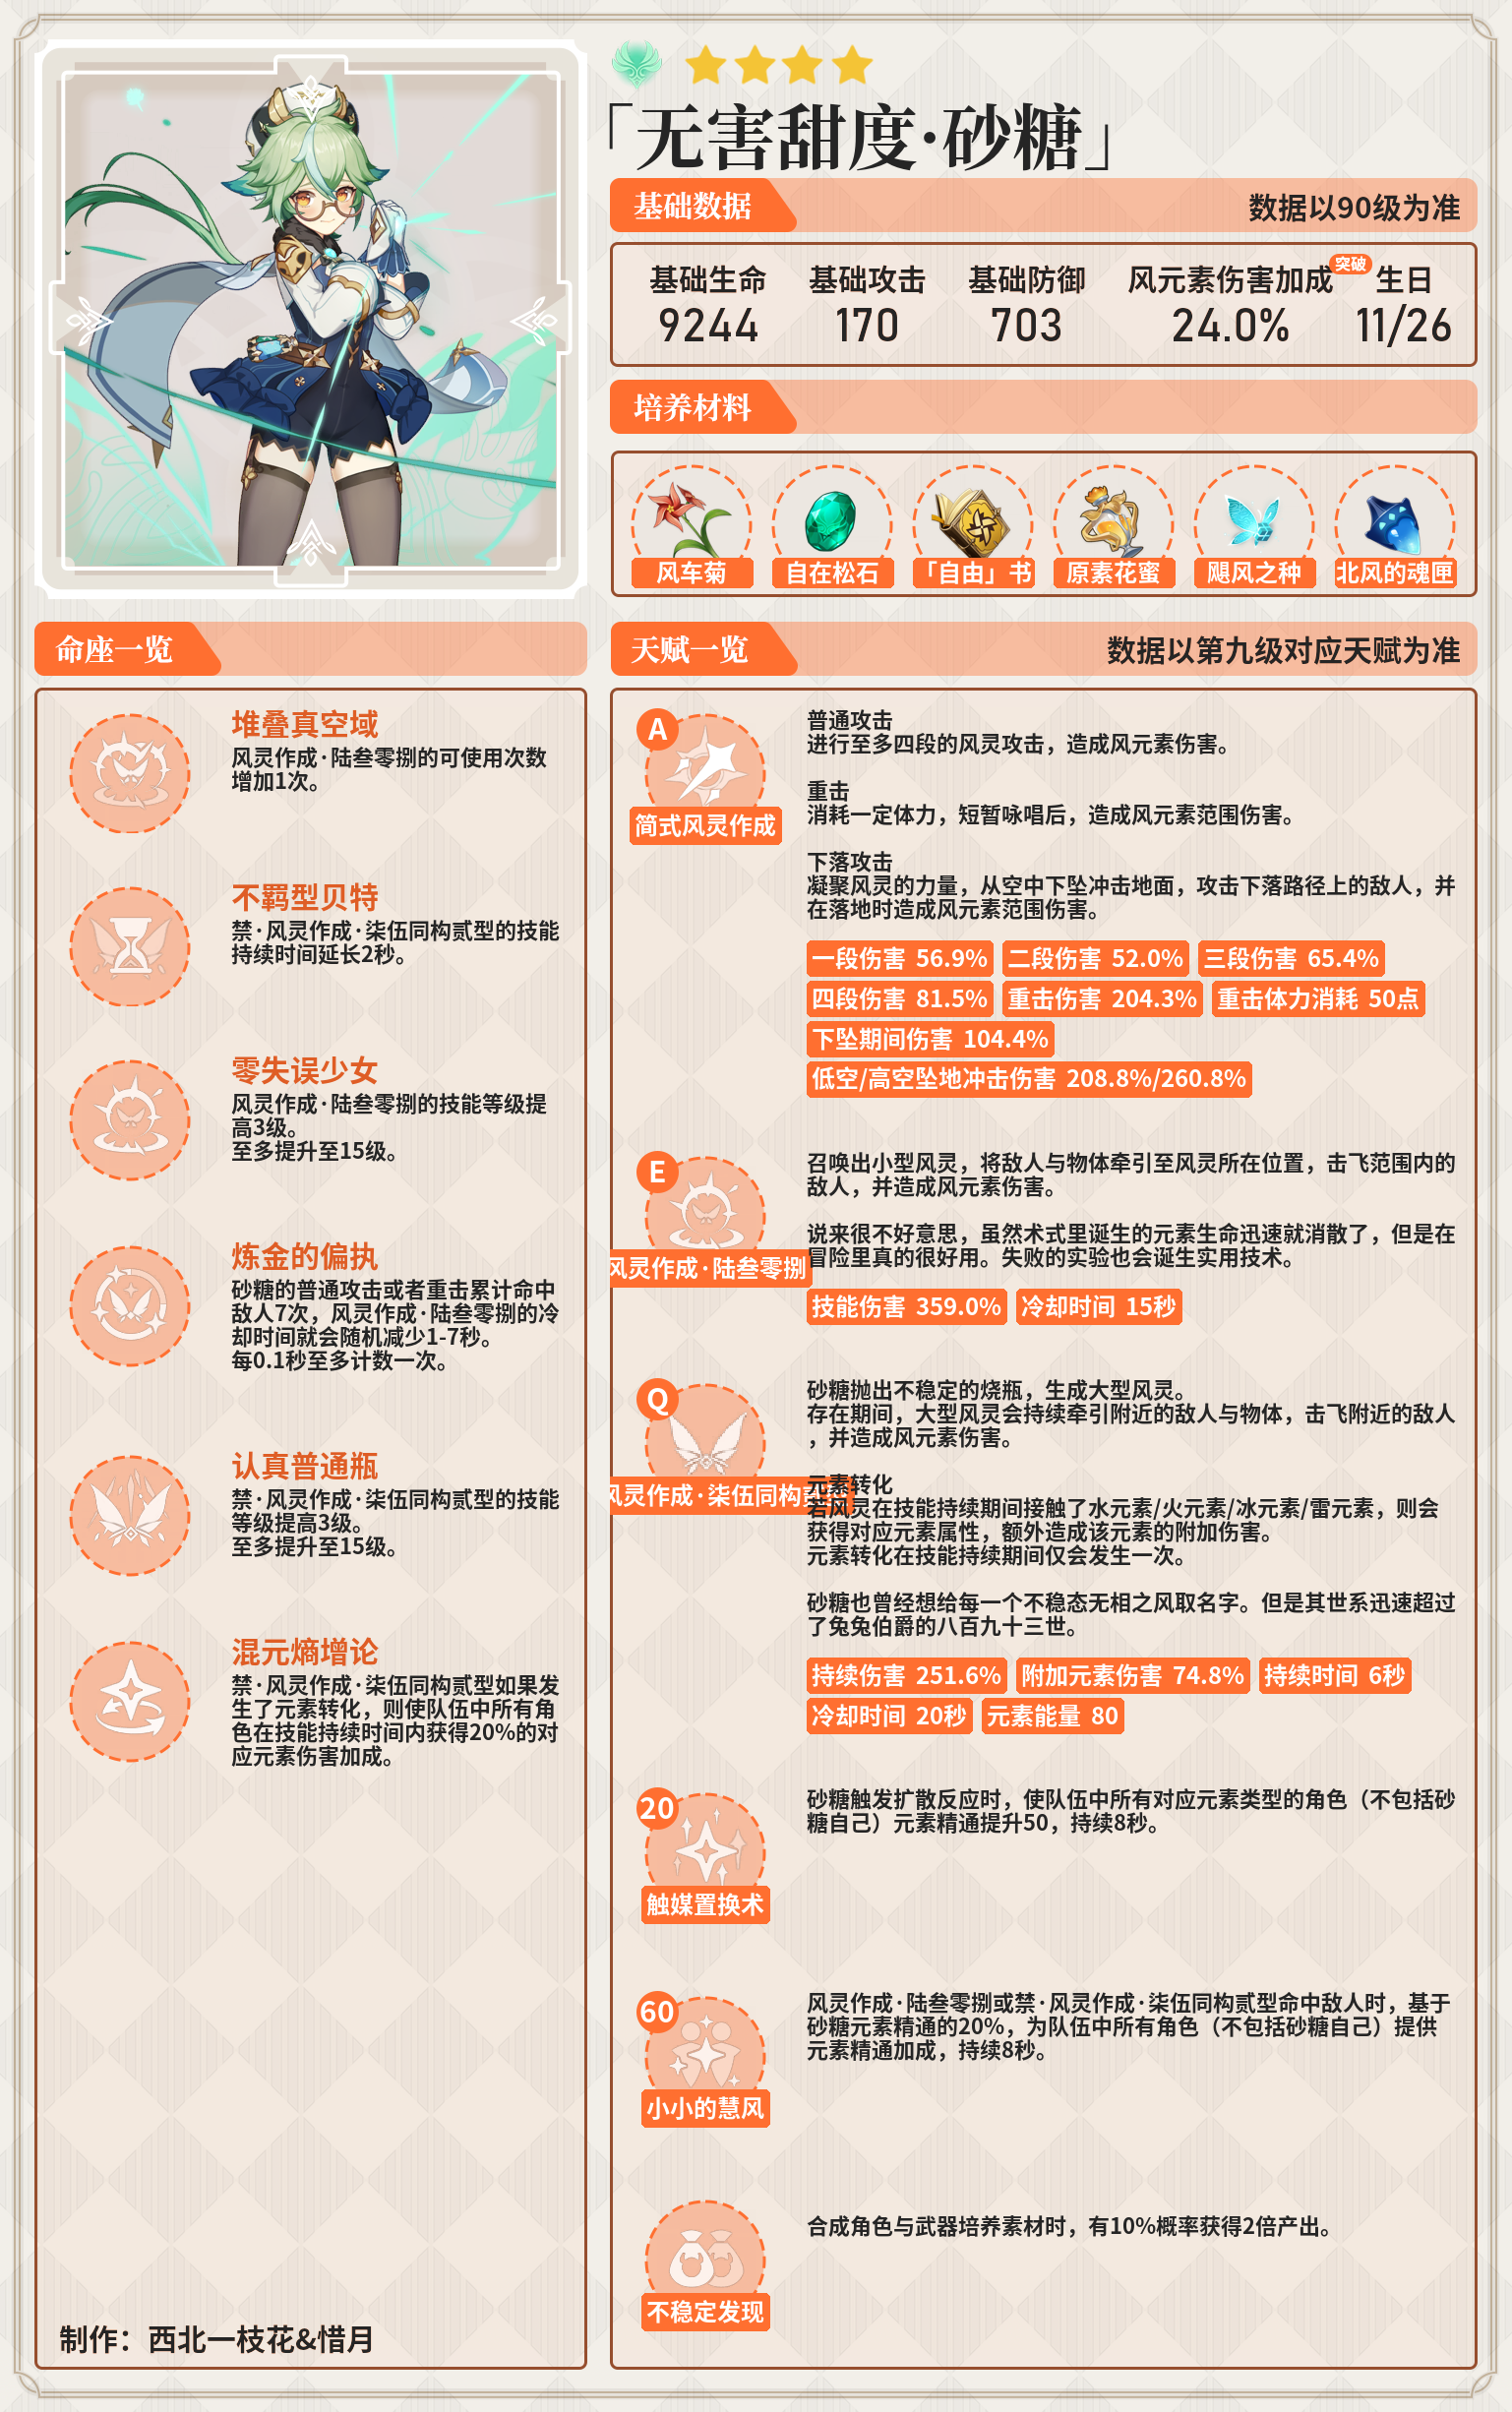 「无害甜度·砂糖」
基础数据
数据以90级为准
基础生命 基础攻击 基础防御 风元素伤害加成 突破 生日
9244 170 703 24.0% 11/26
培养材料
风车菊 自在松石 「自由」书 原素花蜜 飓风之种 北风的魂匣
命座一览
堆叠真空域
风灵作成·陆叁零捌的可使用次数
增加1次。
不羁型贝特
禁·风灵作成·柒伍同构贰型的技能
持续时间延长2秒。
零失误少女
风灵作成·陆叁零捌的技能等级提
高3级。
至多提升至15级。
炼金的偏执
砂糖的普通攻击或者重击累计命中
敌人7次，风灵作成·陆叁零捌的冷
却时间就会随机减少1-7秒。
每0.1秒至多计数一次。
认真普通瓶
禁·风灵作成·柒伍同构贰型的技能
等级提高3级。
至多提升至15级。
混元熵增论
禁·风灵作成·柒伍同构贰型如果发
生了元素转化，则使队伍中所有角
色在技能持续时间内获得20%的对
应元素伤害加成。
制作：西北一枝花&惜月
天赋一览
数据以第九级对应天赋为准
A
简式风灵作成
普通攻击
进行至多四段的风灵攻击，造成风元素伤害。
重击
消耗一定体力，短暂咏唱后，造成风元素范围伤害。
下落攻击
凝聚风灵的力量，从空中下坠冲击地面，攻击下落路径上的敌人，并
在落地时造成风元素范围伤害。
一段伤害 56.9% 二段伤害 52.0% 三段伤害 65.4%
四段伤害 81.5% 重击伤害 204.3% 重击体力消耗 50点
下坠期间伤害 104.4%
低空/高空坠地冲击伤害 208.8%/260.8%
E
风灵作成·陆叁零捌
召唤出小型风灵，将敌人与物体牵引至风灵所在位置，击飞范围内的
敌人，并造成风元素伤害。
说来很不好意思，虽然术式里诞生的元素生命迅速就消散了，但是在
冒险里真的很好用。失败的实验也会诞生实用技术。
技能伤害 359.0% 冷却时间 15秒
Q
风灵作成·柒伍同构
砂糖抛出不稳定的烧瓶，生成大型风灵。
存在期间，大型风灵会持续牵引附近的敌人与物体，击飞附近的敌人
，并造成风元素伤害。
元素转化
若风灵在技能持续期间接触了水元素/火元素/冰元素/雷元素，则会
获得对应元素属性，额外造成该元素的附加伤害。
元素转化在技能持续期间仅会发生一次。
砂糖也曾经想给每一个不稳态无相之风取名字。但是其世系迅速超过
了兔兔伯爵的八百九十三世。
持续伤害 251.6% 附加元素伤害 74.8% 持续时间 6秒
冷却时间 20秒 元素能量 80
20
触媒置换术
砂糖触发扩散反应时，使队伍中所有对应元素类型的角色（不包括砂
糖自己）元素精通提升50，持续8秒。
60
小小的慧风
风灵作成·陆叁零捌或禁·风灵作成·柒伍同构贰型命中敌人时，基于
砂糖元素精通的20%，为队伍中所有角色（不包括砂糖自己）提供
元素精通加成，持续8秒。
不稳定发现
合成角色与武器培养素材时，有10%概率获得2倍产出。